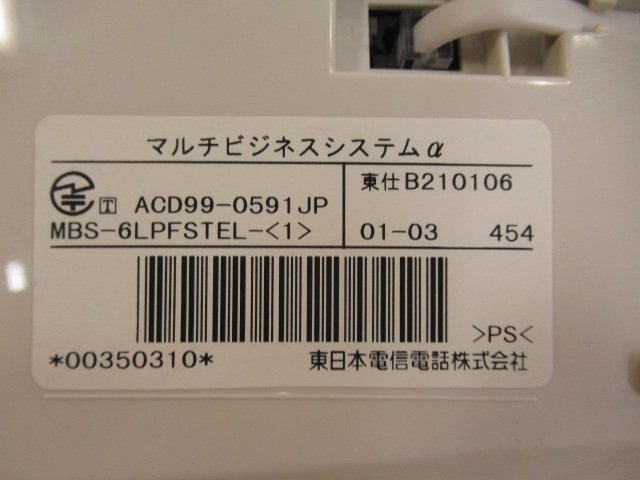 マルチビジネスシステムα
T ACD99-0591JP
MBS-6LPFSTEL-<1>
東仕B210106
01-03 454
>PS<
*00350310*
東日本電信電話株式会社